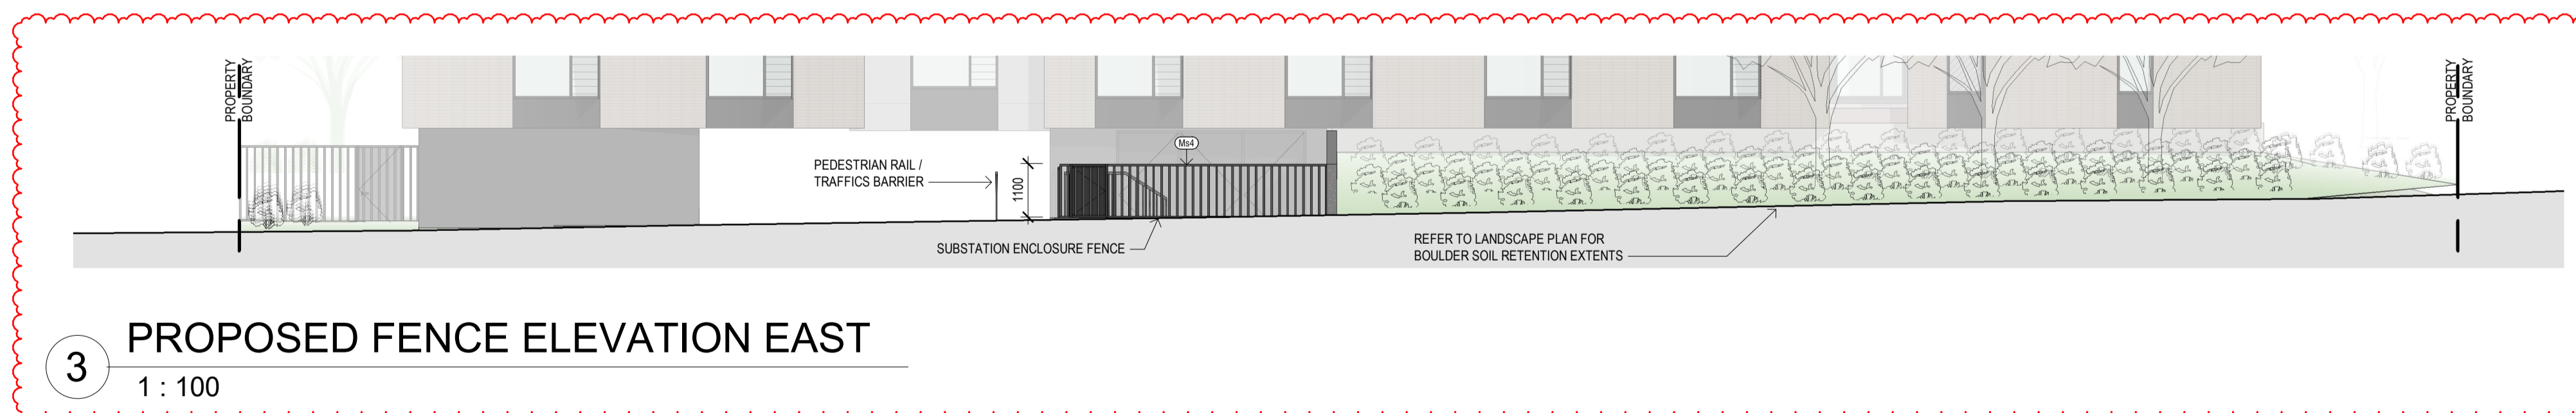 PROPERTY
BOUNDARY
PEDESTRIAN RAIL /
TRAFFICS BARRIER
1100
Ms4
SUBSTATION ENCLOSURE FENCE
REFER TO LANDSCAPE PLAN FOR
BOULDER SOIL RETENTION EXTENTS
PROPERTY
BOUNDARY
3
PROPOSED FENCE ELEVATION EAST
1 : 100